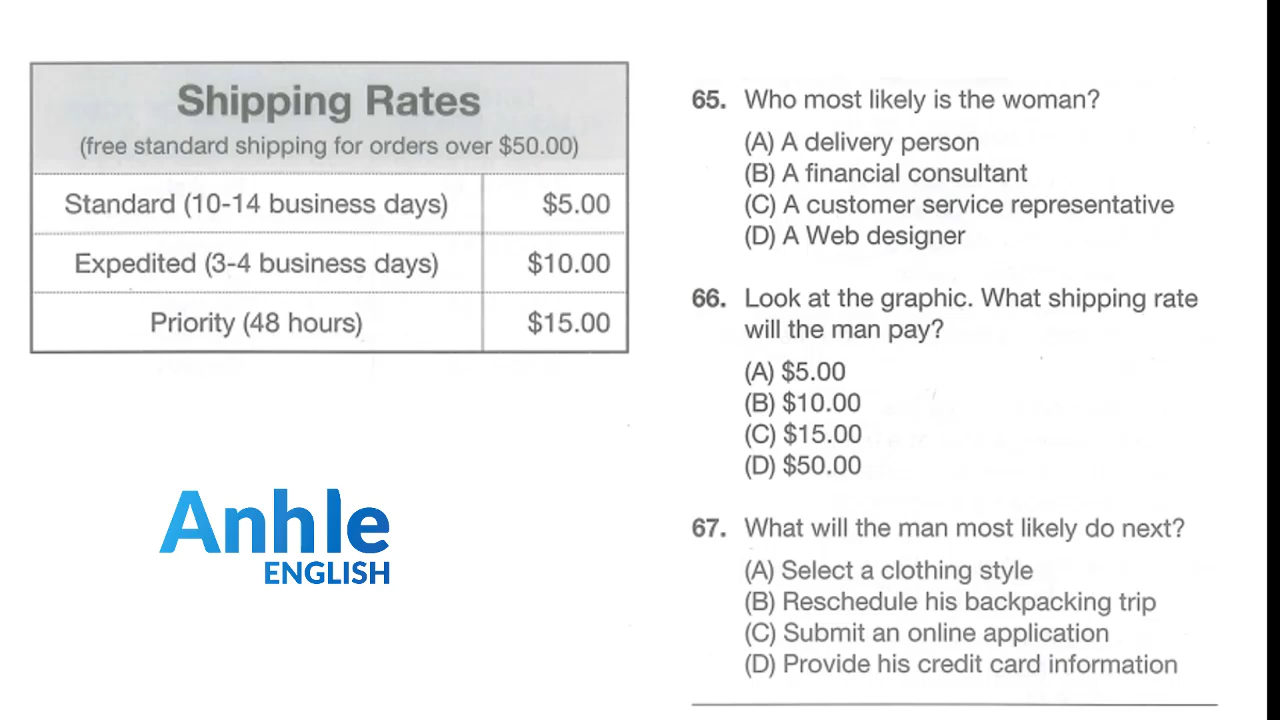 Shipping Rates
(free standard shipping for orders over $50.00)
Standard (10-14 business days) $5.00
Expedited (3-4 business days) $10.00
Priority (48 hours) $15.00
Anhle
ENGLISH
65. Who most likely is the woman?
(A) A delivery person
(B) A financial consultant
(C) A customer service representative
(D) A Web designer
66. Look at the graphic. What shipping rate
will the man pay?
(A) $5.00
(B) $10.00
(C) $15.00
(D) $50.00
67. What will the man most likely do next?
(A) Select a clothing style
(B) Reschedule his backpacking trip
(C) Submit an online application
(D) Provide his credit card information